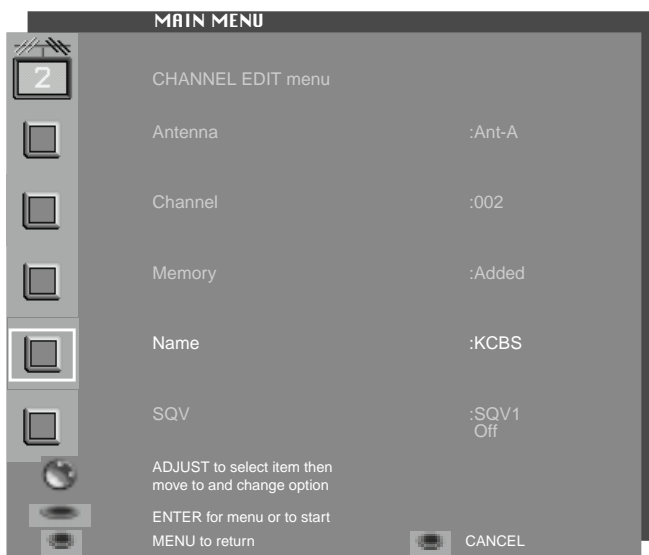 MAIN MENU
2
CHANNEL EDIT menu
Antenna :Ant-A
Channel :002
Memory :Added
Name :KCBS
SQV :SQV1
Off
ADJUST to select item then
move to and change option
ENTER for menu or to start
MENU to return CANCEL